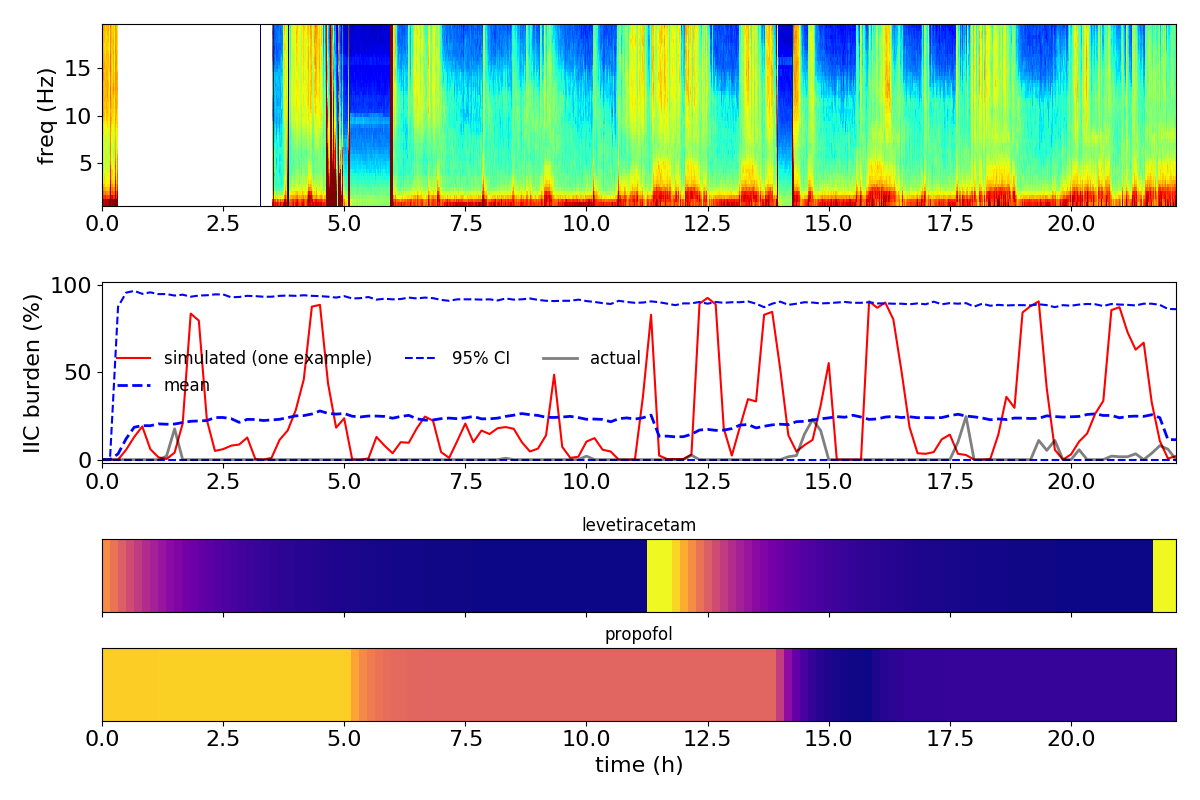 15
10
5
freq (Hz)
0.0 2.5 5.0 7.5 10.0 12.5 15.0 17.5 20.0
100
50
0
IIC burden (%)
simulated (one example) 95% CI actual
mean
0.0 2.5 5.0 7.5 10.0 12.5 15.0 17.5 20.0
levetiracetam
propofol
0.0 2.5 5.0 7.5 10.0 12.5 15.0 17.5 20.0
time (h)